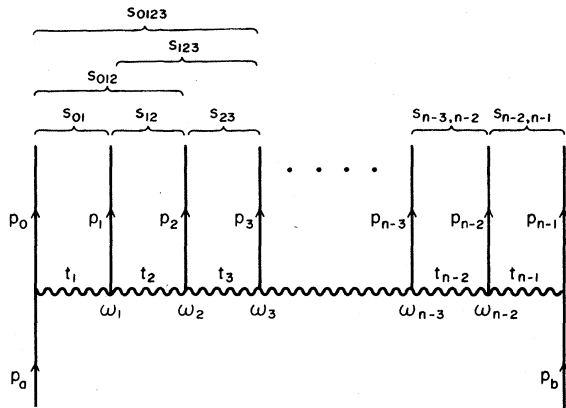 s0123
s123
s012
s01 s12 s23 sn-3,n-2 sn-2,n-1
p0 p1 p2 p3 . . . . pn-3 pn-2 pn-1
t1 t2 t3 tn-2 tn-1
ω1 ω2 ω3 ωn-3 ωn-2
pa pb